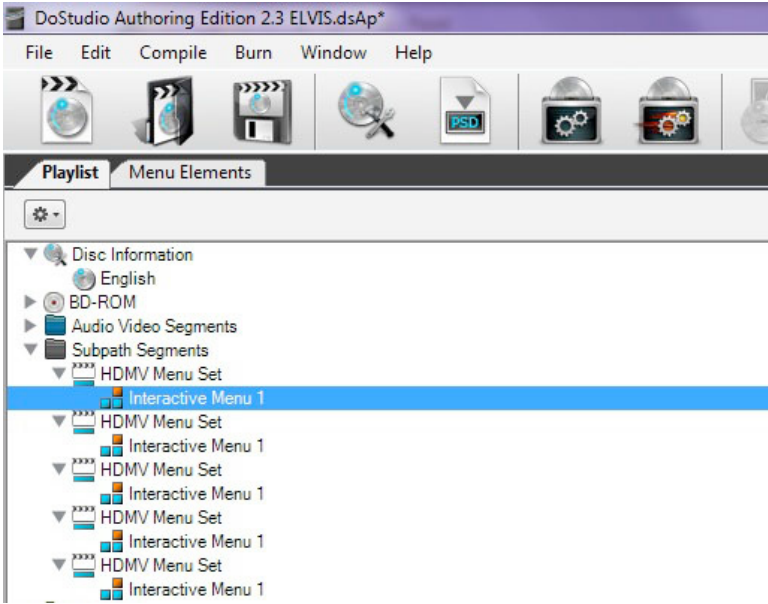 DoStudio Authoring Edition 2.3 ELVIS.dsAp*
File Edit Compile Burn Window Help
PSD
Playlist Menu Elements
Disc Information
English
BD-ROM
Audio Video Segments
Subpath Segments
HDMV Menu Set
Interactive Menu 1
HDMV Menu Set
Interactive Menu 1
HDMV Menu Set
Interactive Menu 1
HDMV Menu Set
Interactive Menu 1
HDMV Menu Set
Interactive Menu 1